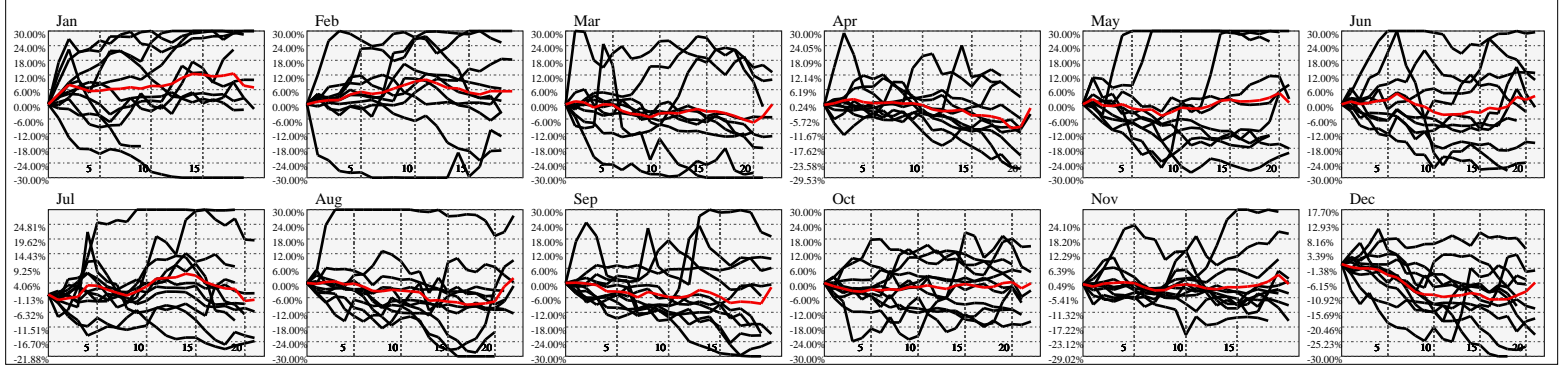 Jan Feb Mar Apr May Jun
30.00% 30.00% 30.00% 30.00% 30.00% 30.00%
24.00% 24.00% 24.00% 24.05% 24.00% 24.00%
18.00% 18.00% 18.00% 18.10% 18.00% 18.00%
12.00% 12.00% 12.00% 12.14% 12.00% 12.00%
6.00% 6.00% 6.00% 6.19% 6.00% 6.00%
0.00% 0.00% 0.00% 0.24% 0.00% 0.00%
-6.00% -6.00% -6.00% -5.72% -6.00% -6.00%
-12.00% -12.00% -12.00% -11.67% -12.00% -12.00%
-18.00% -18.00% -18.00% -17.62% -18.00% -18.00%
-24.00% -24.00% -24.00% -23.58% -24.00% -24.00%
5 10 15 5 10 15 5 10 15 20 5 10 15 20 5 10 15 20 5 10 15 20
-30.00% -30.00% -30.00% -29.53% -30.00% -30.00%
Jul Aug Sep Oct Nov Dec
30.00% 30.00% 30.00% 17.70%
24.81% 24.00% 24.00% 24.00% 24.10% 12.93%
19.62% 18.00% 18.00% 18.00% 18.20% 8.16%
14.43% 12.00% 12.00% 12.00% 12.29% 3.39%
9.25% 6.00% 6.00% 6.00% 6.39% -1.38%
4.06% 0.00% 0.00% 0.00% 0.49% -6.15%
-1.13% -6.00% -6.00% -6.00% -5.41% -10.92%
-6.32% -12.00% -12.00% -12.00% -11.32% -15.69%
-11.51% -18.00% -18.00% -18.00% -17.22% -20.46%
-16.70% -24.00% -24.00% -24.00% -23.12% -25.23%
5 10 15 20 5 10 15 20 5 10 15 20 5 10 15 20 5 10 15 20 5 10 15 20
-21.88% -30.00% -30.00% -30.00% -29.02% -30.00%